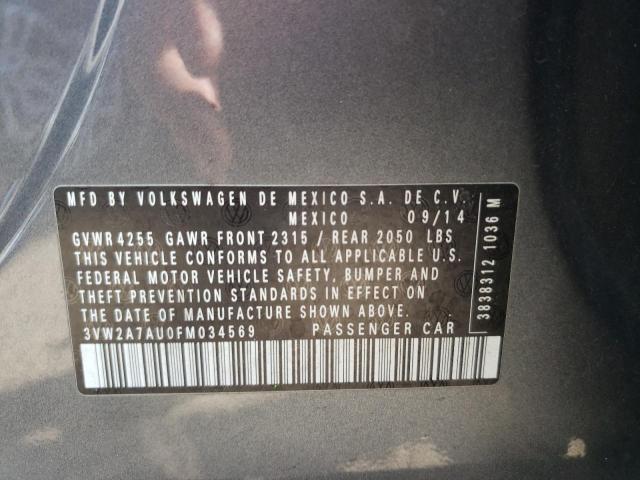 MFD BY VOLKSWAGEN DE MEXICO S.A. DE C.V.
MEXICO 09/14
GVWR 4255 GAWR FRONT 2315 / REAR 2050 LBS
THIS VEHICLE CONFORMS TO ALL APPLICABLE U.S.
FEDERAL MOTOR VEHICLE SAFETY, BUMPER AND
THEFT PREVENTION STANDARDS IN EFFECT ON
THE DATE OF MANUFACTURE SHOWN ABOVE.
3VW2A7AU0FM034569 PASSENGER CAR
3838312 1036 M